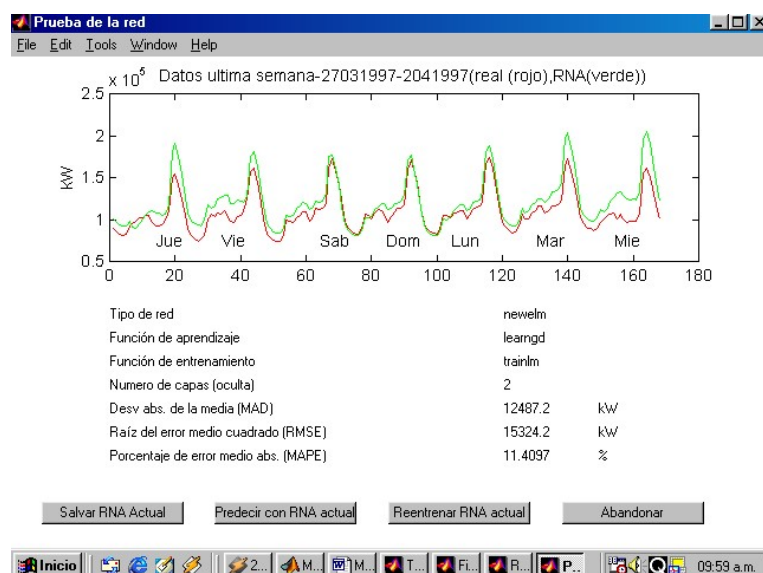 Prueba de la red
File Edit Tools Window Help
x 10^5 Datos ultima semana-27031997-2041997(real (rojo),RNA(verde))
2.5
2
1.5
1
0.5
kW
Jue Vie Sab Dom Lun Mar Mie
0 20 40 60 80 100 120 140 160 180
Tipo de red newelm
Función de aprendizaje learngd
Función de entrenamiento trainlm
Numero de capas (oculta) 2
Desv abs. de la media (MAD) 12487.2 kW
Raíz del error medio cuadrado (RMSE) 15324.2 kW
Porcentaje de error medio abs. (MAPE) 11.4097 %
Salvar RNA Actual Predecir con RNA actual Reentrenar RNA actual Abandonar
Inicio 2... M... M... T... Fi... R... P... 09:59 a.m.